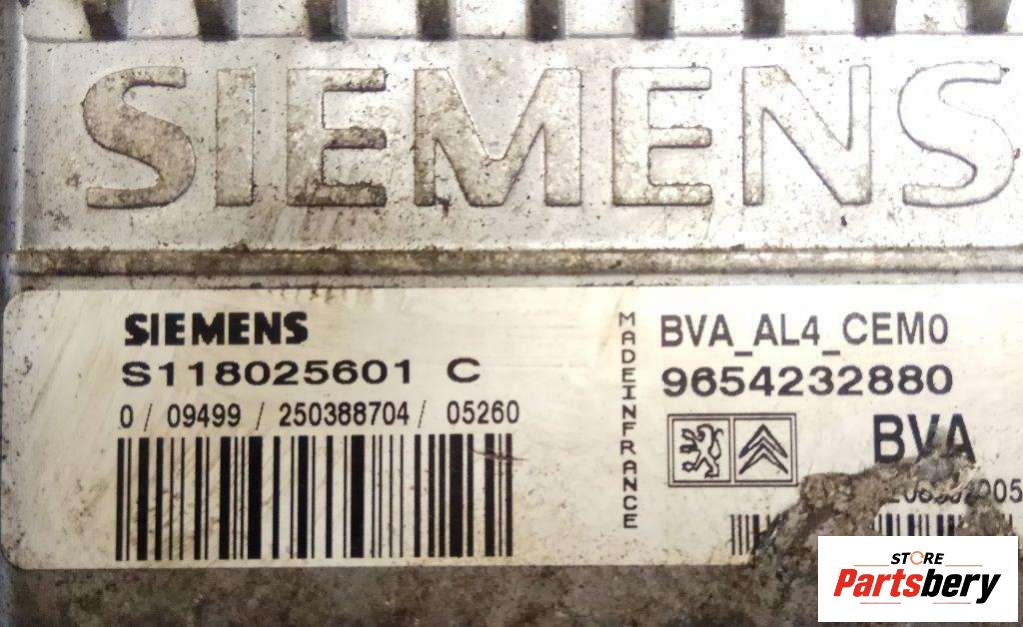 SIEMENS
SIEMENS
S118025601 C
0 / 09499 / 250388704 / 05260
MADEINFRANCE
BVA_AL4_CEM0
9654232880
BVA
STORE
Partsbery